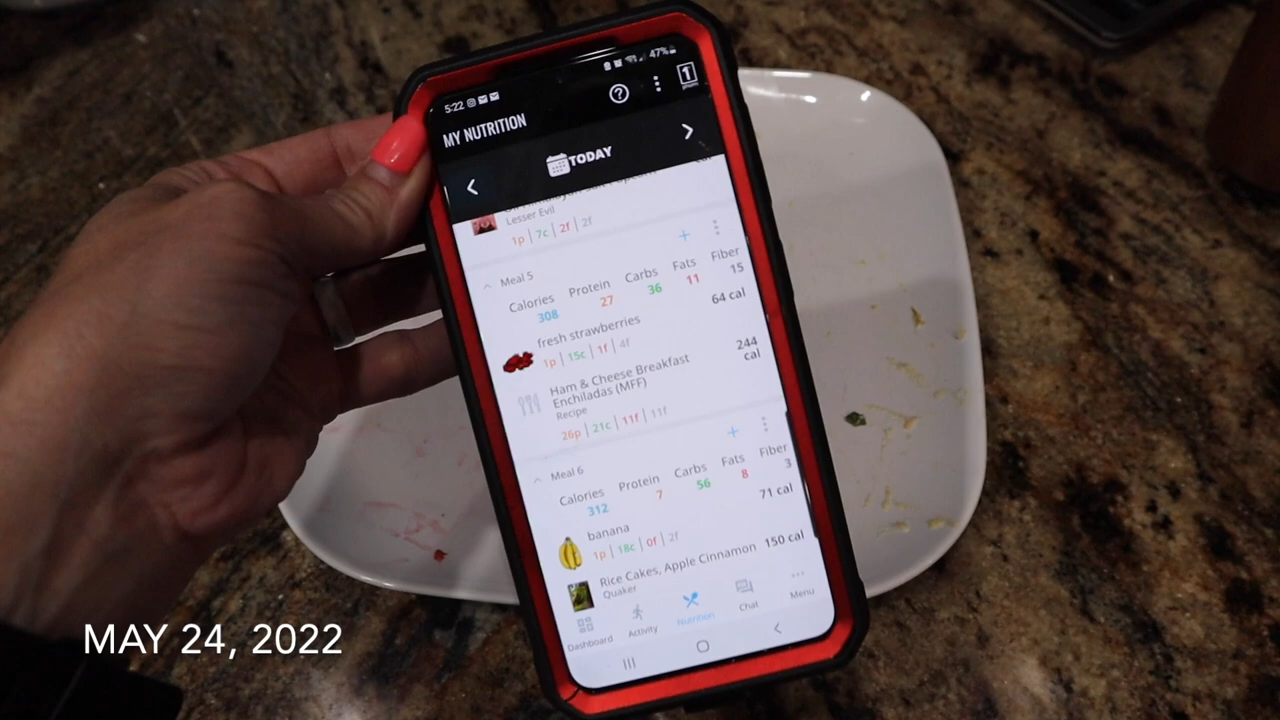 5:22
47%
MY NUTRITION
TODAY
Lesser Evil
1p | 7c | 2f | 2f
Meal 5
Calories Protein Carbs Fats Fiber
308 27 36 11 15
fresh strawberries 64 cal
1p | 15c | 1f | 4f
Ham & Cheese Breakfast 244
Enchiladas (MFF) cal
Recipe
26p | 21c | 11f | 11f
Meal 6
Calories Protein Carbs Fats Fiber
312 7 56 8 3
banana 71 cal
1p | 18c | 0f | 2f
Rice Cakes, Apple Cinnamon 150 cal
Quaker
Dashboard Activity Nutrition Chat Menu
MAY 24, 2022